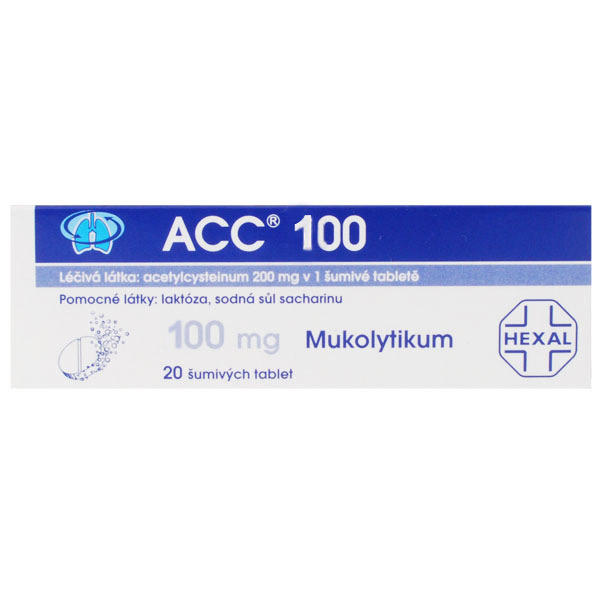 ACC® 100
Léčivá látka: acetylcysteinum 200 mg v 1 šumivé tabletě
Pomocné látky: laktóza, sodná sůl sacharinu
100 mg Mukolytikum
20 šumivých tablet
HEXAL